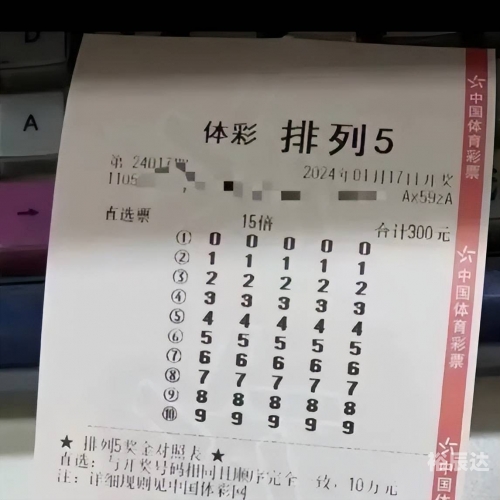 A
体彩 排列5
第 24017期 2024年01月17日开奖
1105 Ax59zA
直选票 15倍 合计300元
① 0 0 0 0 0
② 1 1 1 1 1
③ 2 2 2 2 2
④ 3 3 3 3 3
⑤ 4 4 4 4 4
⑥ 5 5 5 5 5
⑦ 6 6 6 6 6
⑧ 7 7 7 7 7
⑨ 8 8 8 8 8
⑩ 9 9 9 9 9
★ 排列5奖金对照表 ★
直选：与开奖号码相同且顺序完全一致，10万元
注：详细规则见中国体彩网
中国体育彩票
中国体育彩票
中国体育彩票
裕辰达